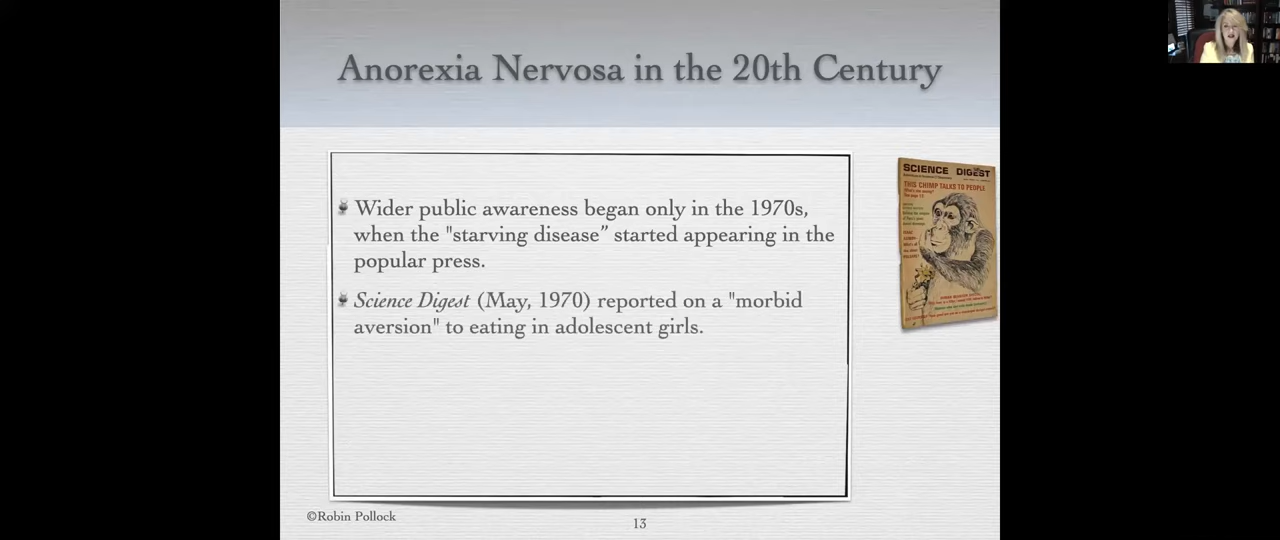 Anorexia Nervosa in the 20th Century
Wider public awareness began only in the 1970s,
when the "starving disease” started appearing in the
popular press.
Science Digest (May, 1970) reported on a "morbid
aversion" to eating in adolescent girls.
SCIENCE DIGEST
THIS CHIMP TALKS TO PEOPLE
©Robin Pollock
13